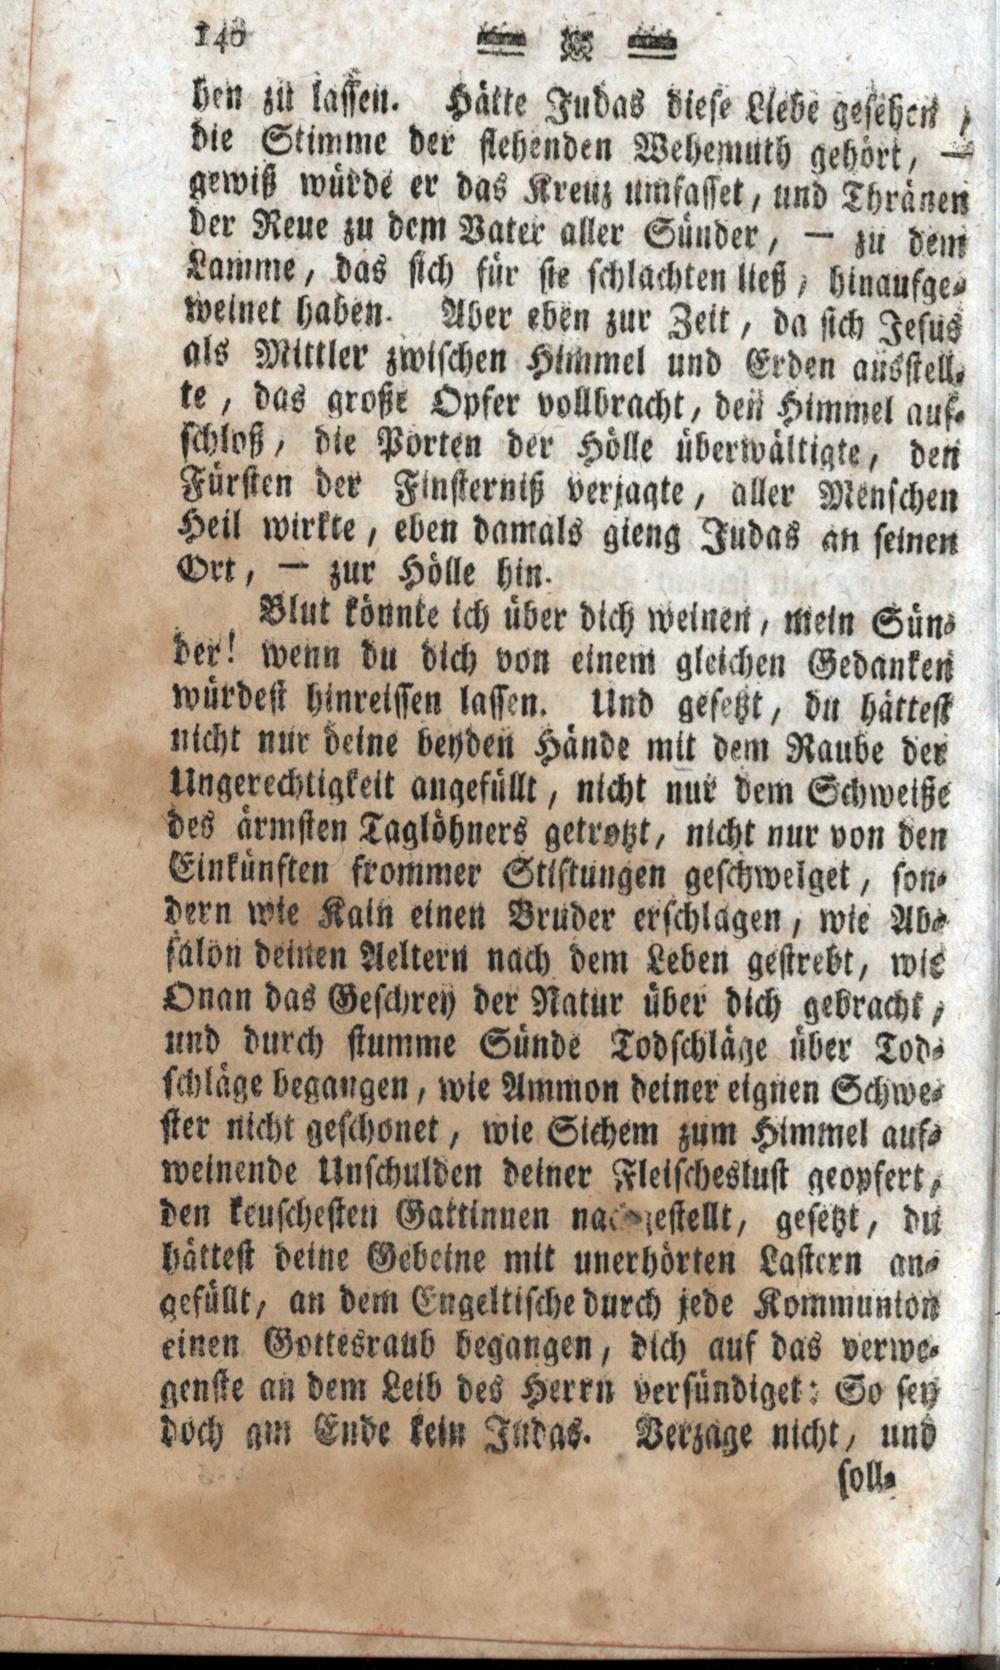 140
hen zu lassen. Hätte Judas diese Liebe gesehen,
die Stimme der flehenden Wehemuth gehört, —
gewiß würde er das Kreuz umfasset, und Thränen
der Reue zu dem Vater aller Sünder, — zu dem
Lamme, das sich für sie schlachten ließ, hinaufge-
weinet haben. Aber eben zur Zeit, da sich Jesus
als Mittler zwischen Himmel und Erden ausstell-
te, das große Opfer vollbracht, den Himmel auf-
schloß, die Porten der Hölle überwältigte, den
Fürsten der Finsterniß verjagte, aller Menschen
Heil wirkte, eben damals gieng Judas an seinen
Ort, — zur Hölle hin.
Blut könnte ich über dich weinen, mein Sün-
der! wenn du dich von einem gleichen Gedanken
würdest hinreissen lassen. Und gesetzt, du hättest
nicht nur deine beyden Hände mit dem Raube der
Ungerechtigkeit angefüllt, nicht nur dem Schweiße
des ärmsten Taglöhners getrotzt, nicht nur von den
Einkünften frommer Stiftungen geschwelget, son-
dern wie Kain einen Bruder erschlagen, wie Ab-
salon deinen Aeltern nach dem Leben gestrebt, wie
Onan das Geschrey der Natur über dich gebracht,
und durch stumme Sünde Todschläge über Tod-
schläge begangen, wie Ammon deiner eignen Schwe-
ster nicht geschonet, wie Sichem zum Himmel auf-
weinende Unschulden deiner Fleischeslust geopfert,
den keuschesten Gattinnen nachgestellt, gesetzt, du
hättest deine Gebeine mit unerhörten Lastern an-
gefüllt, an dem Engeltische durch jede Kommunion
einen Gottesraub begangen, dich auf das verwe-
genste an dem Leib des Herrn versündiget: So sey
doch am Ende kein Judas. Verzage nicht, und
soll-